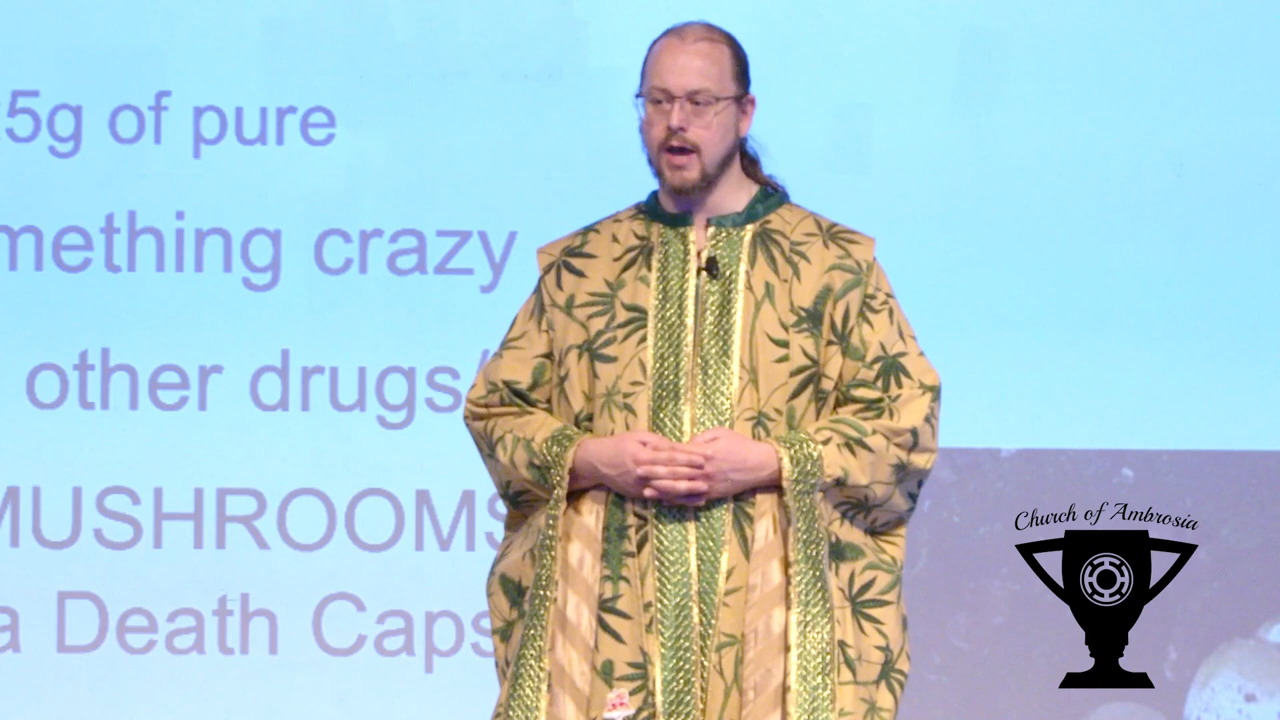 5g of pure
mething crazy
other drugs/
MUSHROOMS
a Death Caps
Church of Ambrosia